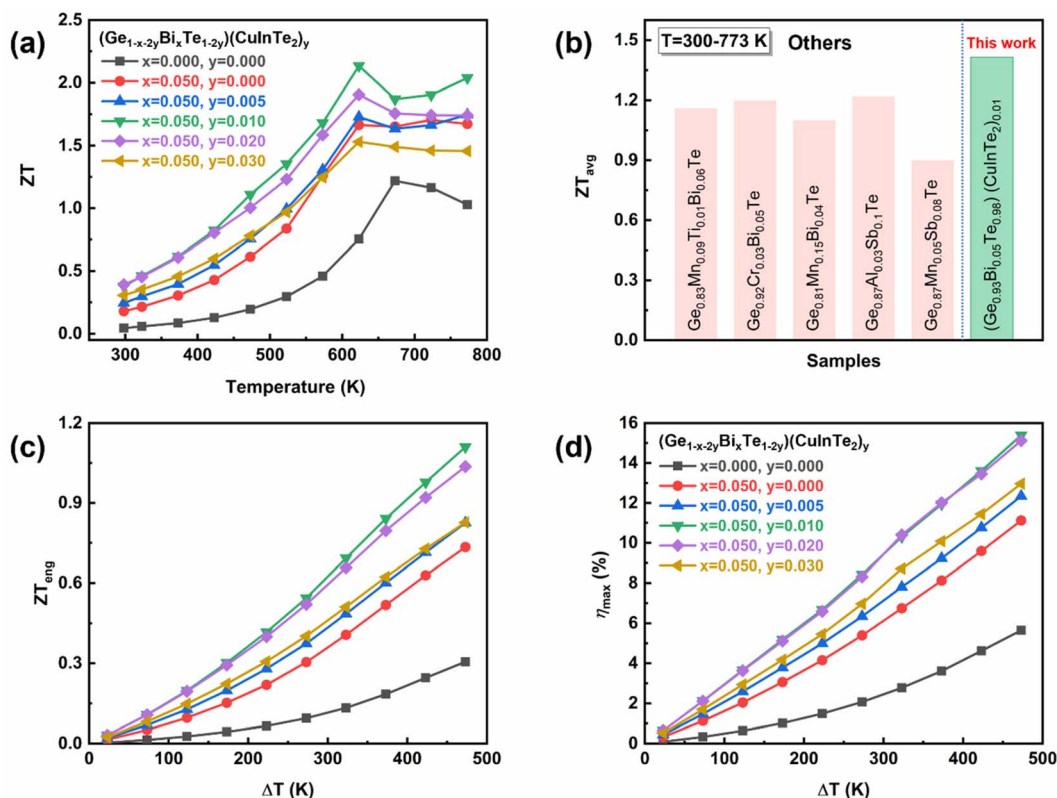 (a)
(Ge1-x-2yBixTe1-2y)(CuInTe2)y
x=0.000, y=0.000
x=0.050, y=0.000
x=0.050, y=0.005
x=0.050, y=0.010
x=0.050, y=0.020
x=0.050, y=0.030
ZT
2.5
2.0
1.5
1.0
0.5
0.0
300
400
500
600
700
800
Temperature (K)
(b)
T=300-773 K
Others
This work
ZTavg
1.5
1.2
0.9
0.6
0.3
0.0
Ge0.83Mn0.09Ti0.01Bi0.06Te
Ge0.92Cr0.03Bi0.05Te
Ge0.81Mn0.15Bi0.04Te
Ge0.87Al0.03Sb0.1Te
Ge0.87Mn0.05Sb0.08Te
(Ge0.93Bi0.05Te0.98) (CuInTe2)0.01
Samples
(c)
ZTeng
1.2
0.9
0.6
0.3
0.0
0
100
200
300
400
500
ΔT (K)
(d)
(Ge1-x-2yBixTe1-2y)(CuInTe2)y
x=0.000, y=0.000
x=0.050, y=0.000
x=0.050, y=0.005
x=0.050, y=0.010
x=0.050, y=0.020
x=0.050, y=0.030
ηmax (%)
16
14
12
10
8
6
4
2
0
0
100
200
300
400
500
ΔT (K)